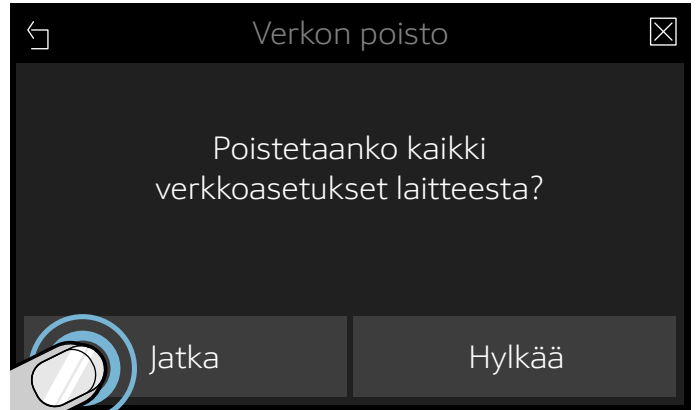 Verkon poisto
Poistetaanko kaikki
verkkoasetukset laitteesta?
Jatka
Hylkää